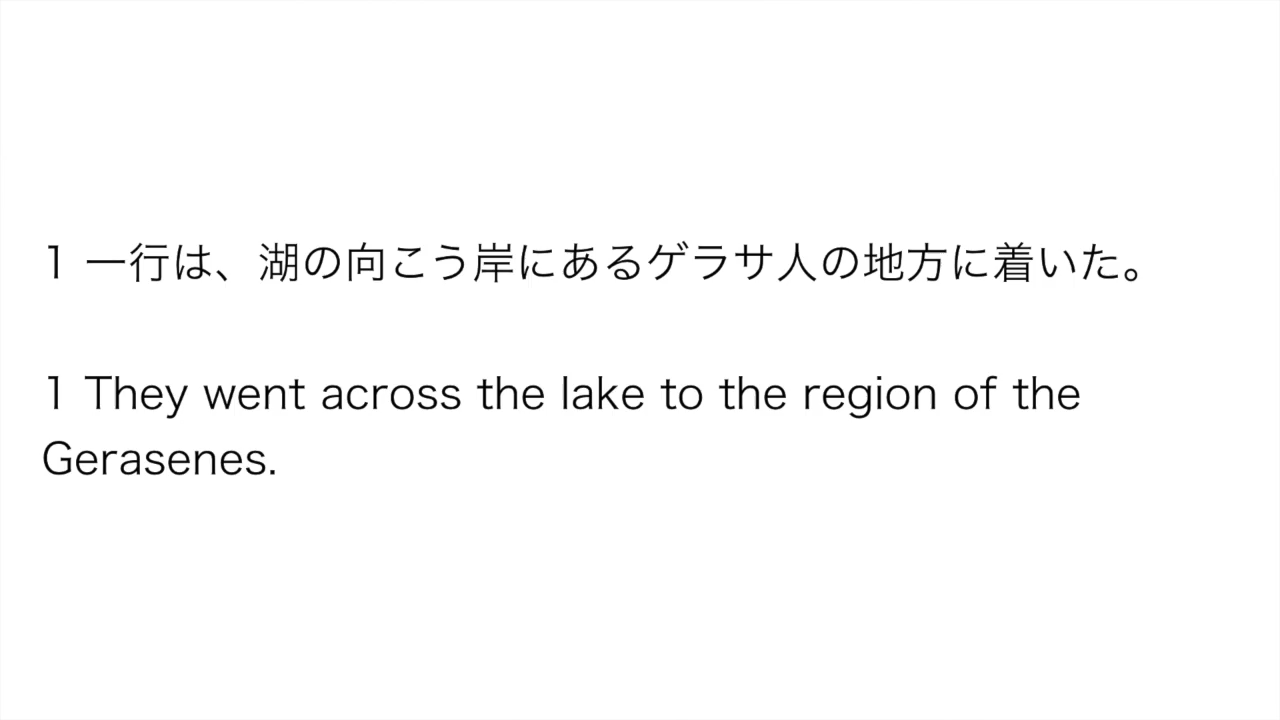 1 一行は、湖の向こう岸にあるゲラサ人の地方に着いた。
1 They went across the lake to the region of the
Gerasenes.